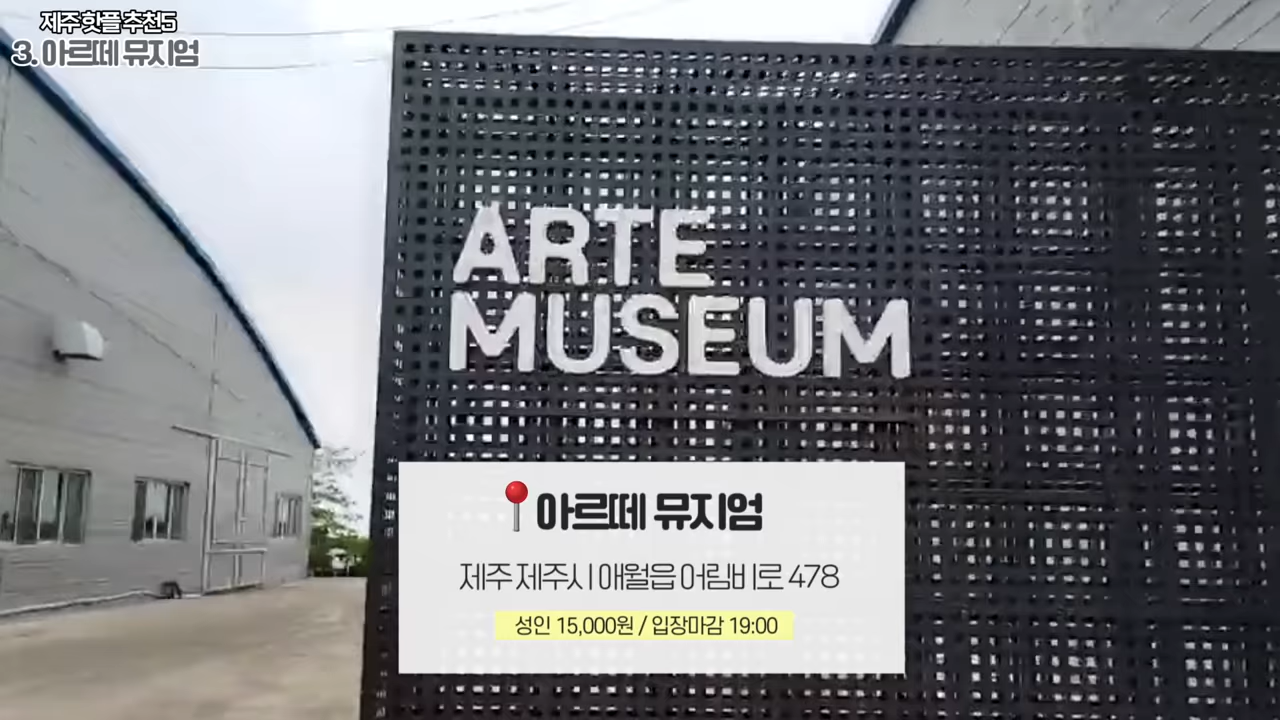 제주 핫플 추천5
3. 아르떼 뮤지엄
ARTE
MUSEUM
아르떼 뮤지엄
제주 제주시 애월읍 어림비로 478
성인 15,000원 / 입장마감 19:00